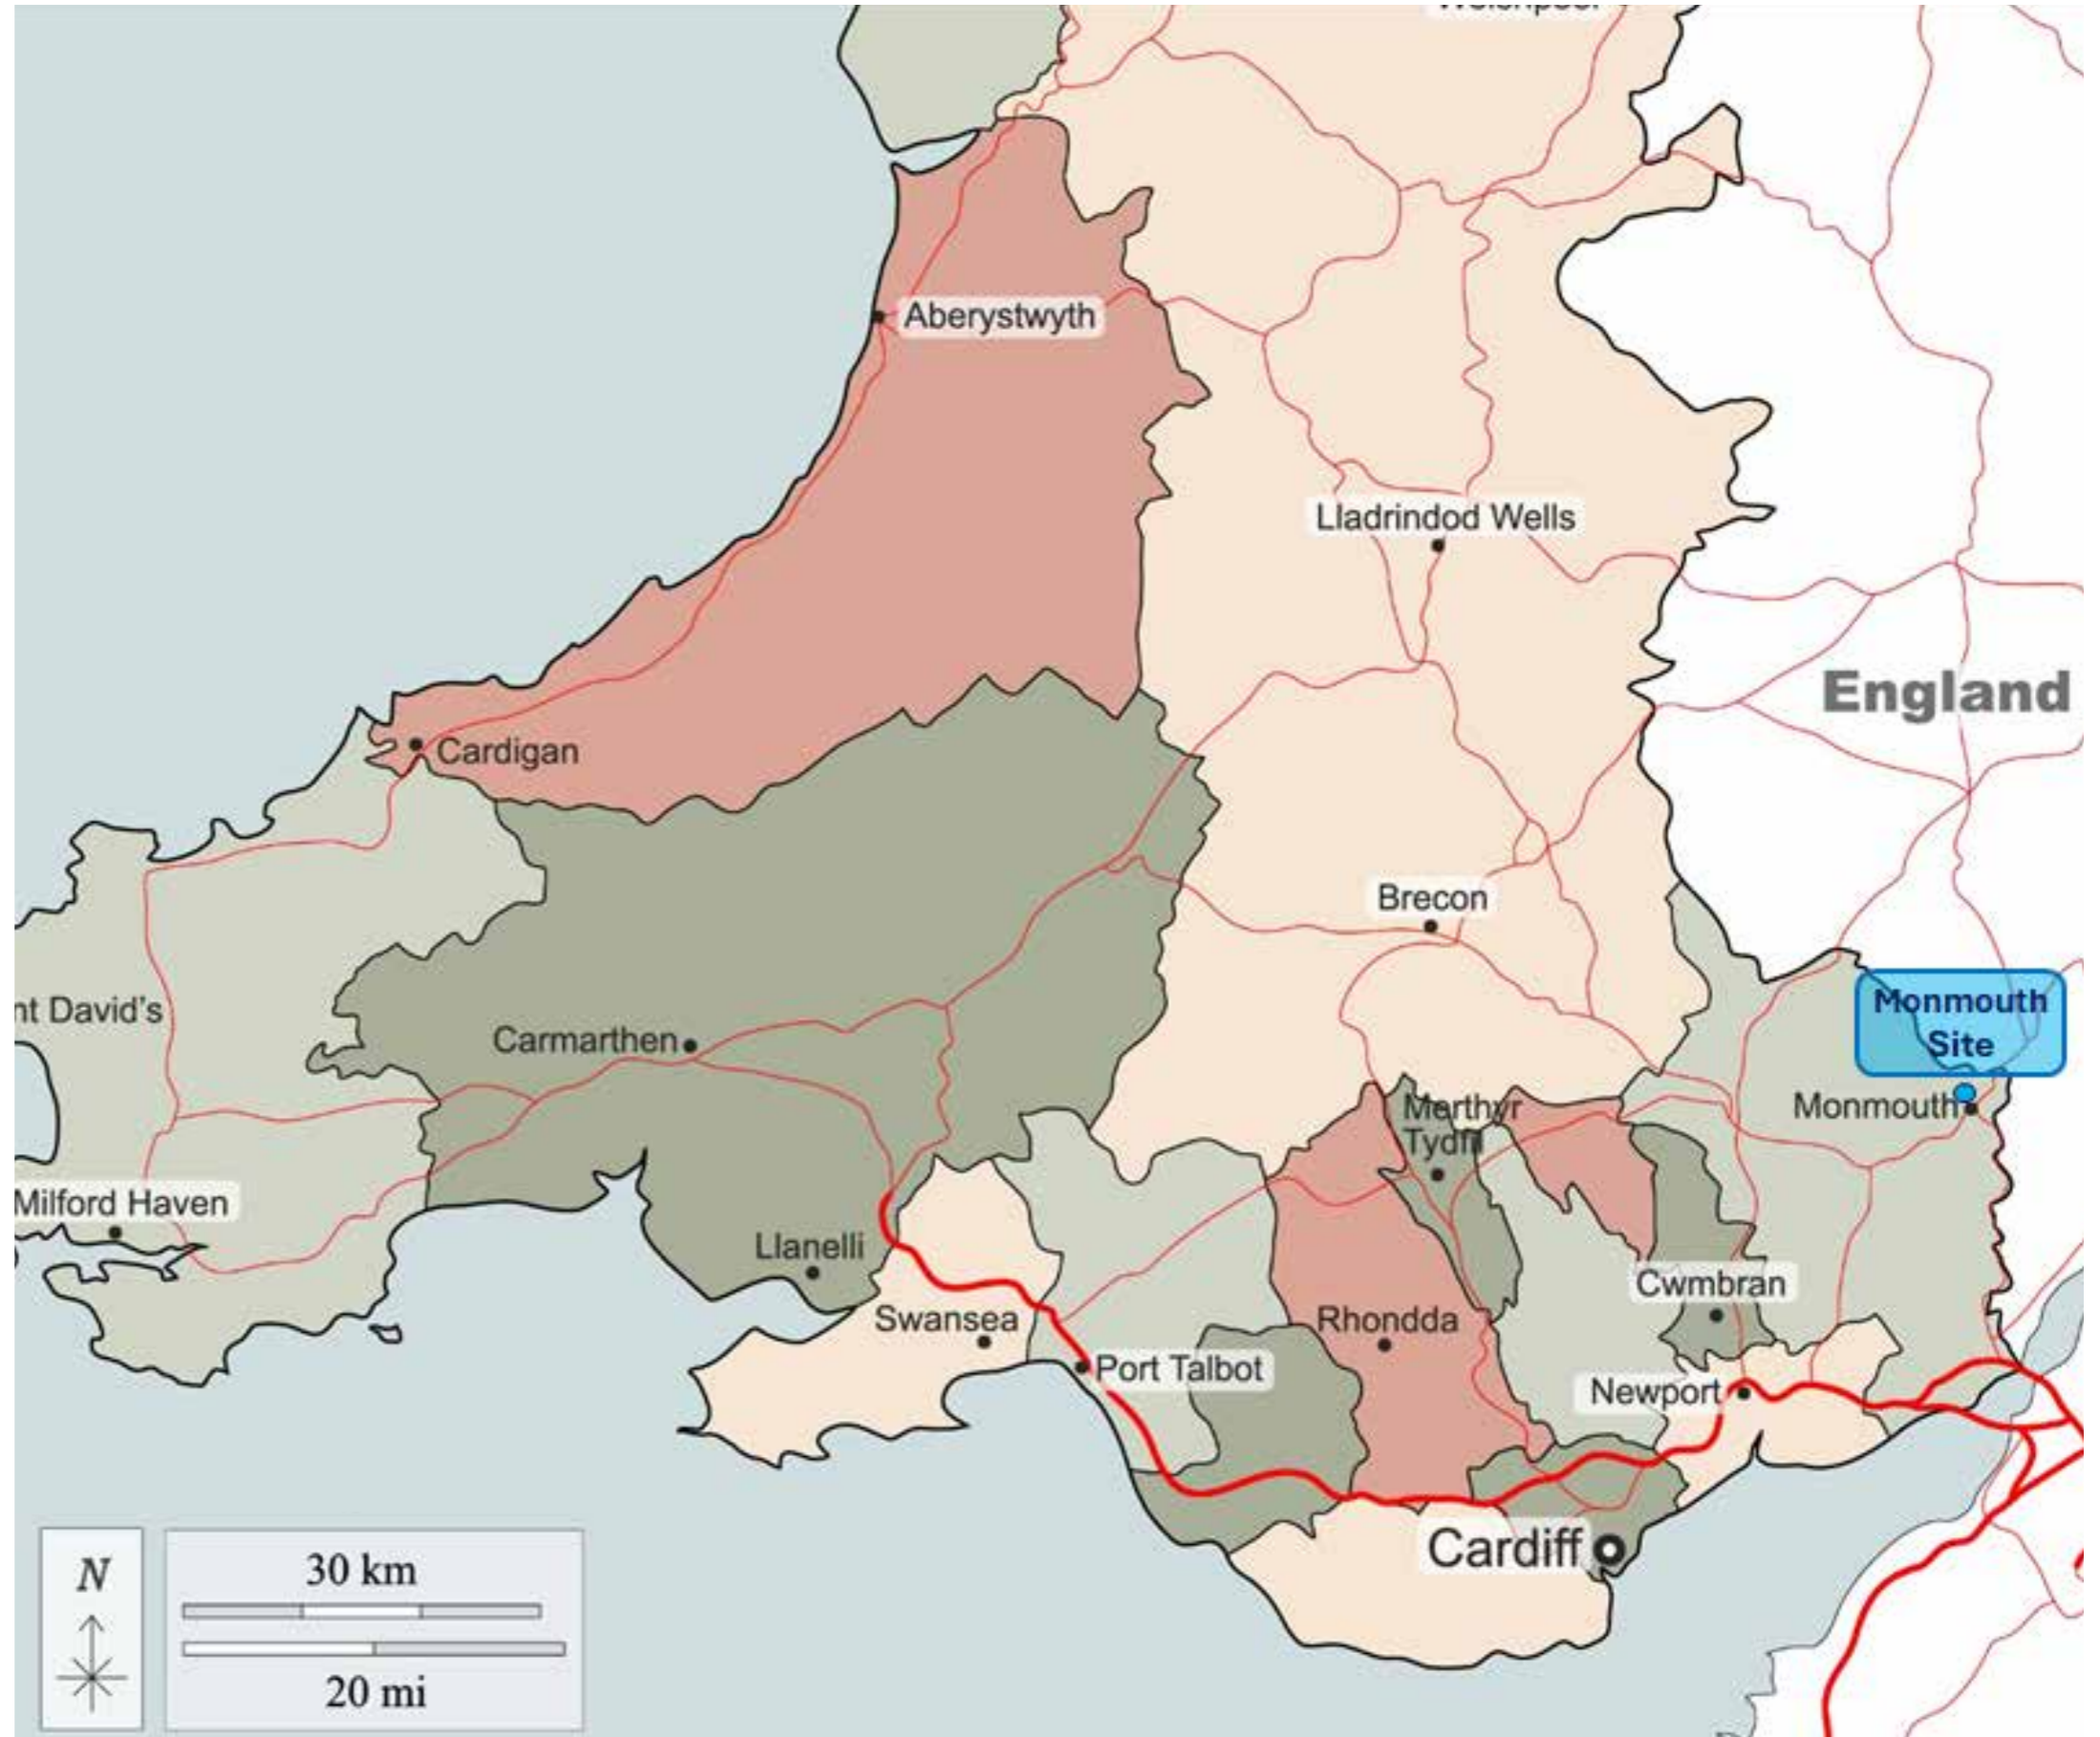 Aberystwyth
Lladrindod Wells
England
Cardigan
Brecon
nt David's
Monmouth
Site
Carmarthen
Monmouth
Merthyr
Tydfil
Milford Haven
Llanelli
Cwmbran
Swansea
Rhondda
Port Talbot
Newport
Cardiff
N
30 km
20 mi